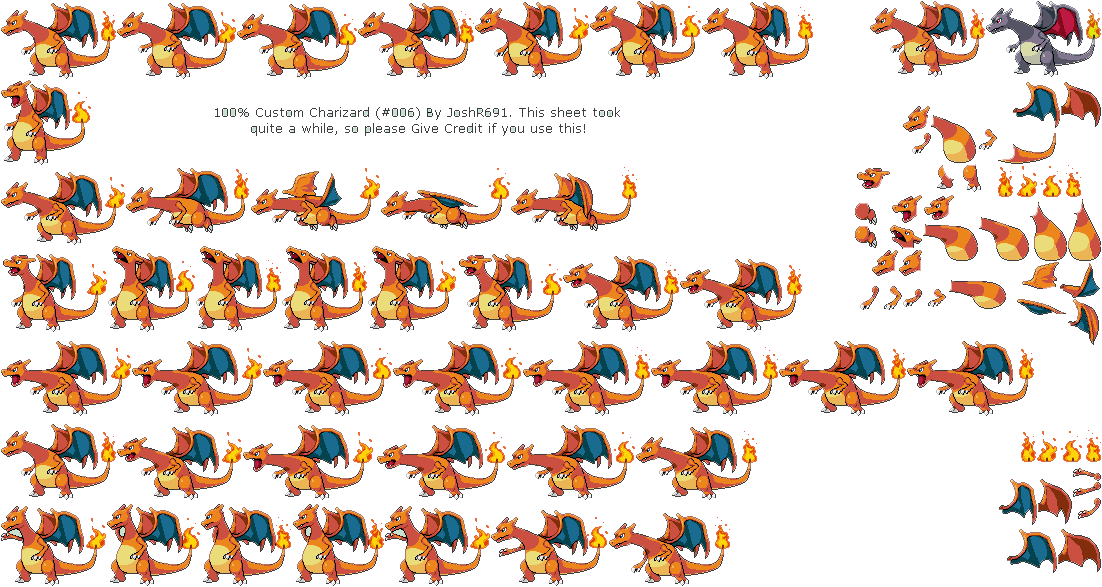 100% Custom Charizard (#006) By JoshR691. This sheet took
quite a while, so please Give Credit if you use this!